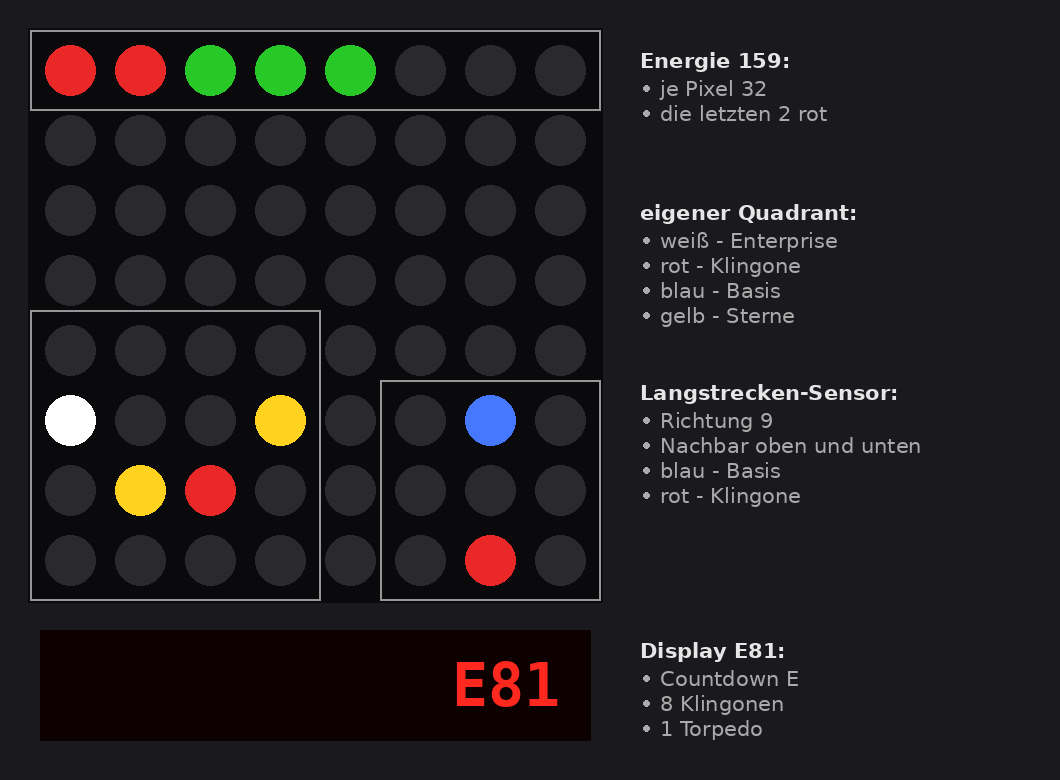 Energie 159:
• je Pixel 32
• die letzten 2 rot
eigener Quadrant:
• weiß - Enterprise
• rot - Klingone
• blau - Basis
• gelb - Sterne
Langstrecken-Sensor:
• Richtung 9
• Nachbar oben und unten
• blau - Basis
• rot - Klingone
E81
Display E81:
• Countdown E
• 8 Klingonen
• 1 Torpedo